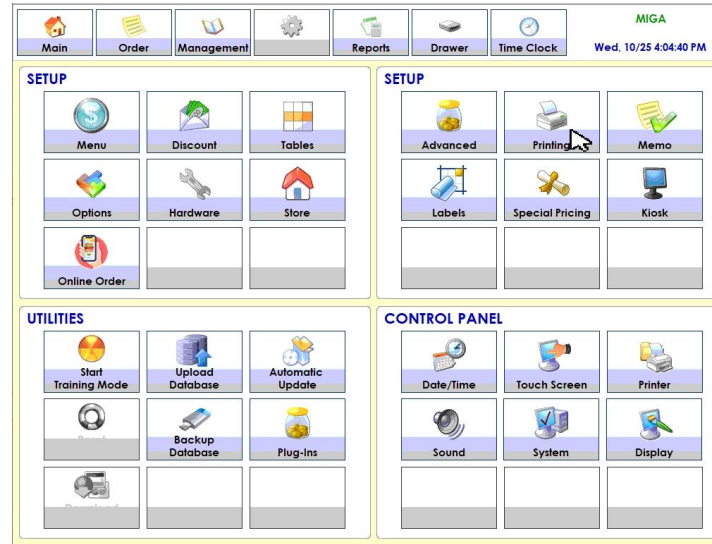 Main
Order
Management
Reports
Drawer
Time Clock
MIGA
Wed, 10/25 4:04:40 PM
SETUP
Menu
Discount
Tables
Options
Hardware
Store
Online Order
SETUP
Advanced
Printing
Memo
Labels
Special Pricing
Kiosk
UTILITIES
Start
Training Mode
Upload
Database
Automatic
Update
Backup
Database
Plug-Ins
CONTROL PANEL
Date/Time
Touch Screen
Printer
Sound
System
Display